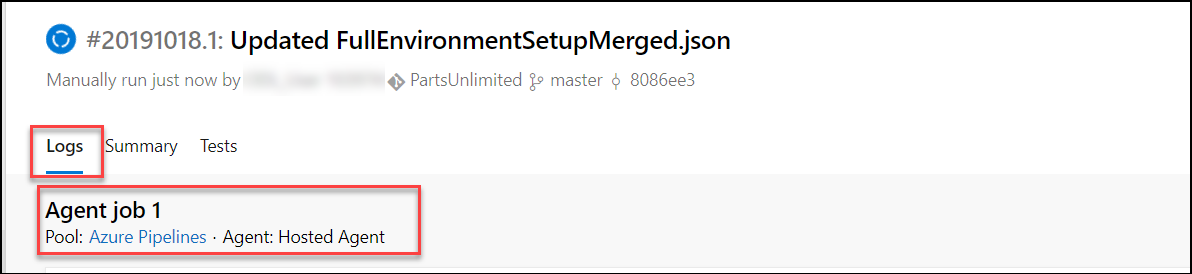 #20191018.1: Updated FullEnvironmentSetupMerged.json
Manually run just now by PartsUnlimited master 8086ee3
Logs Summary Tests
Agent job 1
Pool: Azure Pipelines · Agent: Hosted Agent